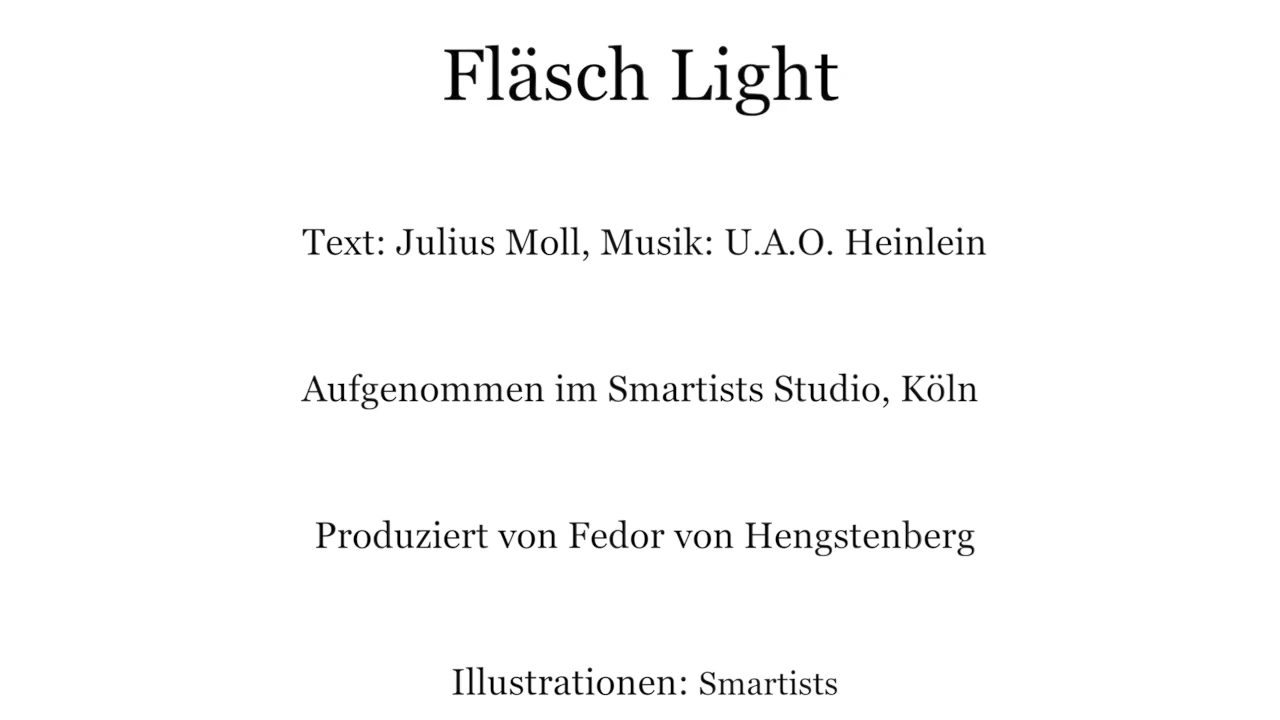 Fläsch Light
Text: Julius Moll, Musik: U.A.O. Heinlein
Aufgenommen im Smartists Studio, Köln
Produziert von Fedor von Hengstenberg
Illustrationen: Smartists